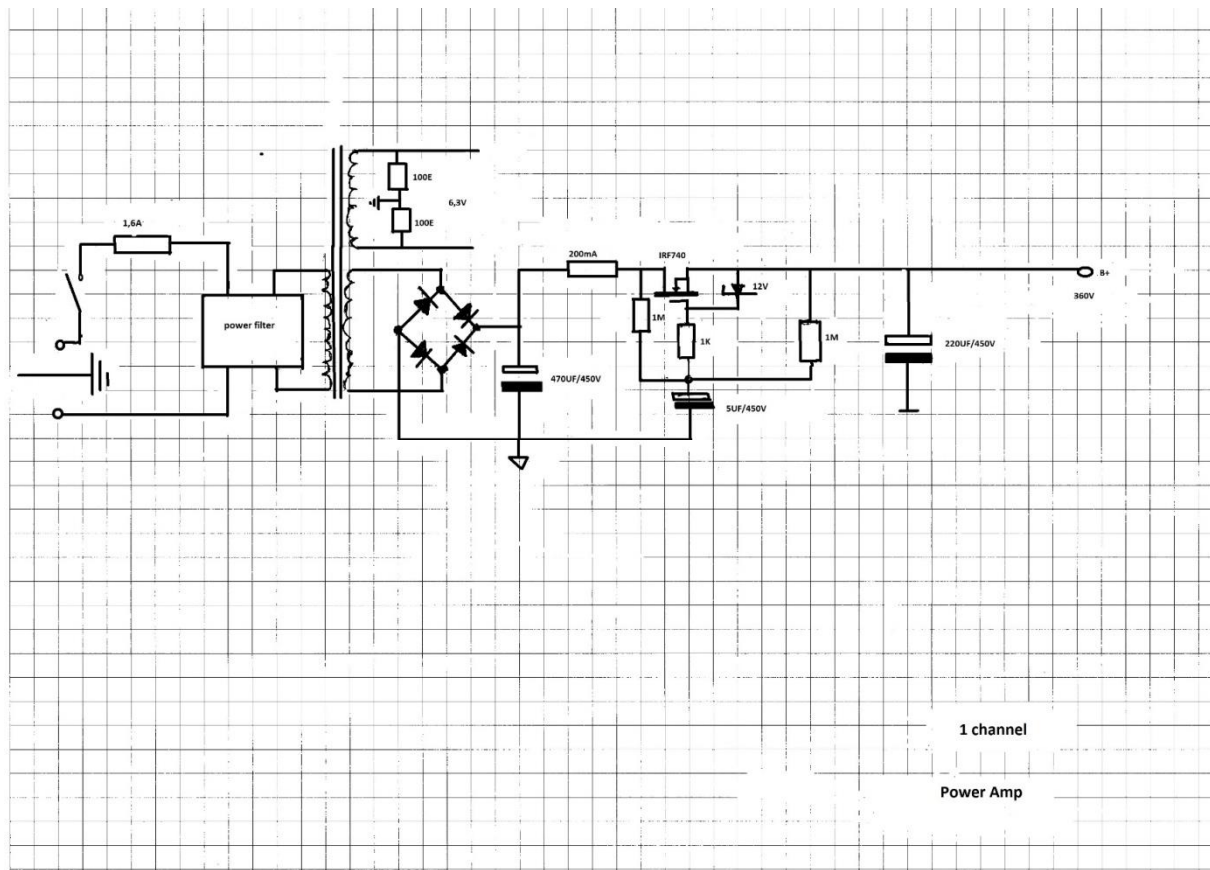 100E
6,3V
100E
1,6A
200mA
IRF740
12V
1M
1K
1M
B+
360V
power filter
470UF/450V
220UF/450V
5UF/450V
1 channel
Power Amp